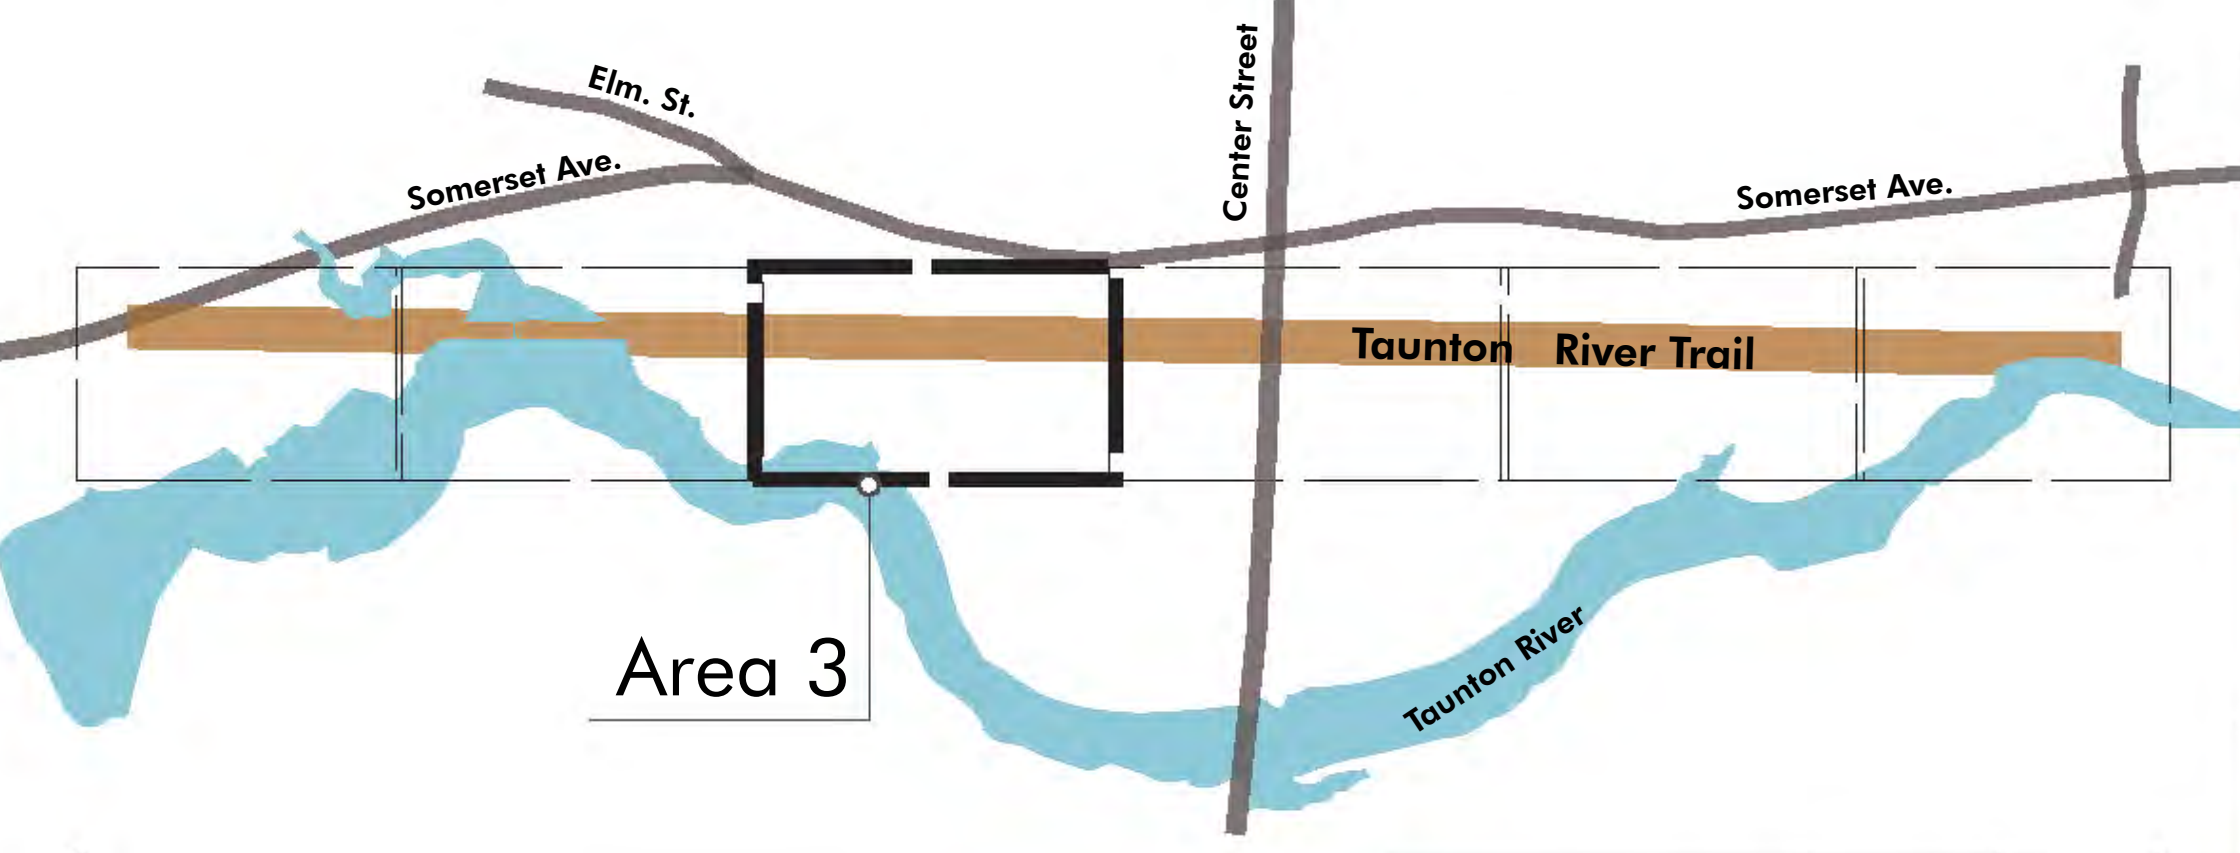 Elm. St.
Center Street
Somerset Ave.
Somerset Ave.
Taunton River Trail
Area 3
Taunton River